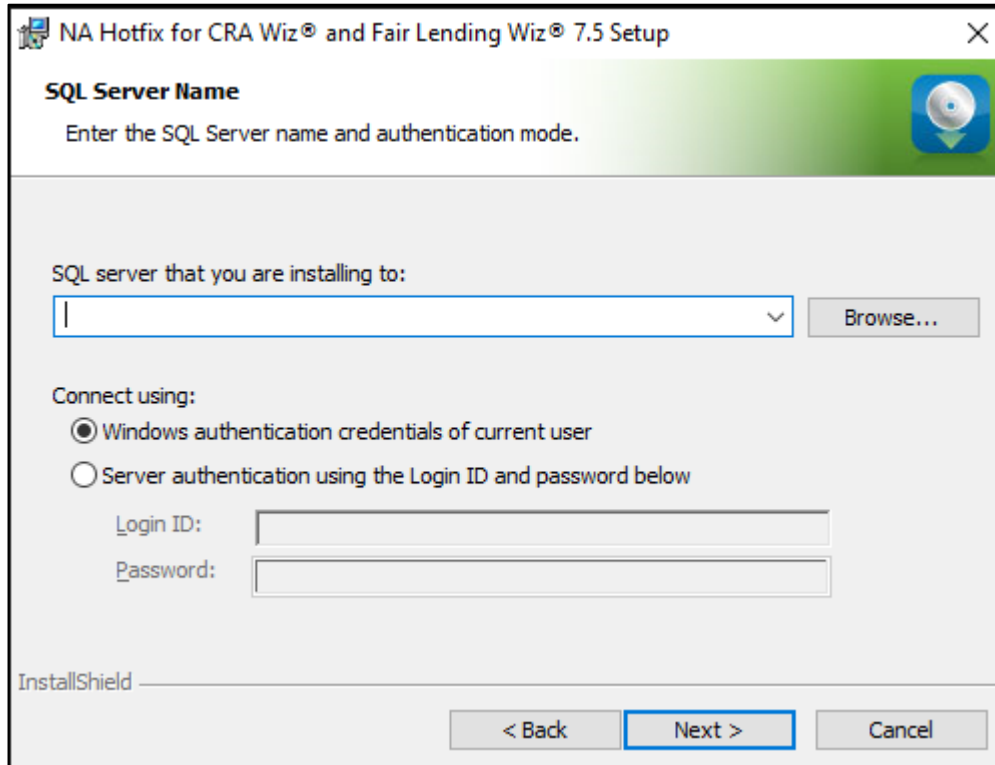 NA Hotfix for CRA Wiz® and Fair Lending Wiz® 7.5 Setup
SQL Server Name
Enter the SQL Server name and authentication mode.
SQL server that you are installing to:
Browse...
Connect using:
Windows authentication credentials of current user
Server authentication using the Login ID and password below
Login ID:
Password:
InstallShield
< Back Next > Cancel